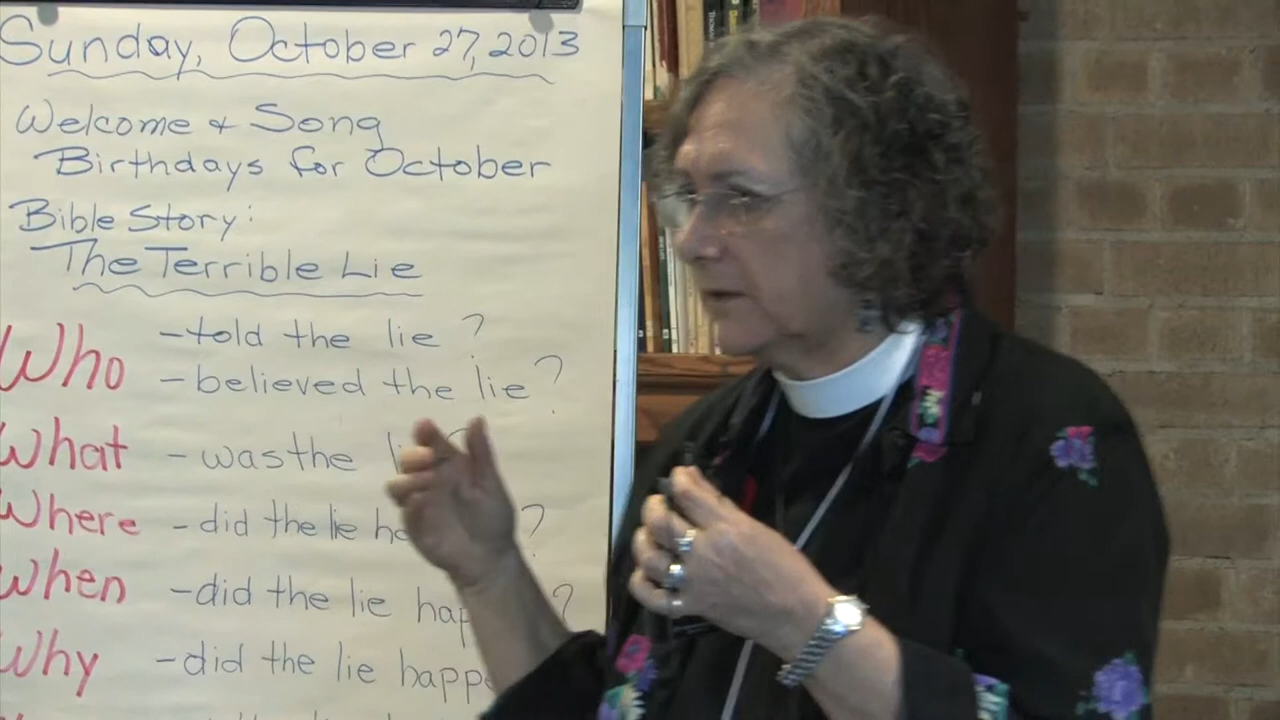 Sunday, October 27, 2013
Welcome & Song
Birthdays for October
Bible Story:
The Terrible Lie
Who - told the lie?
- believed the lie?
What - was the ?
Where - did the lie ?
When - did the lie ?
Why - did the lie